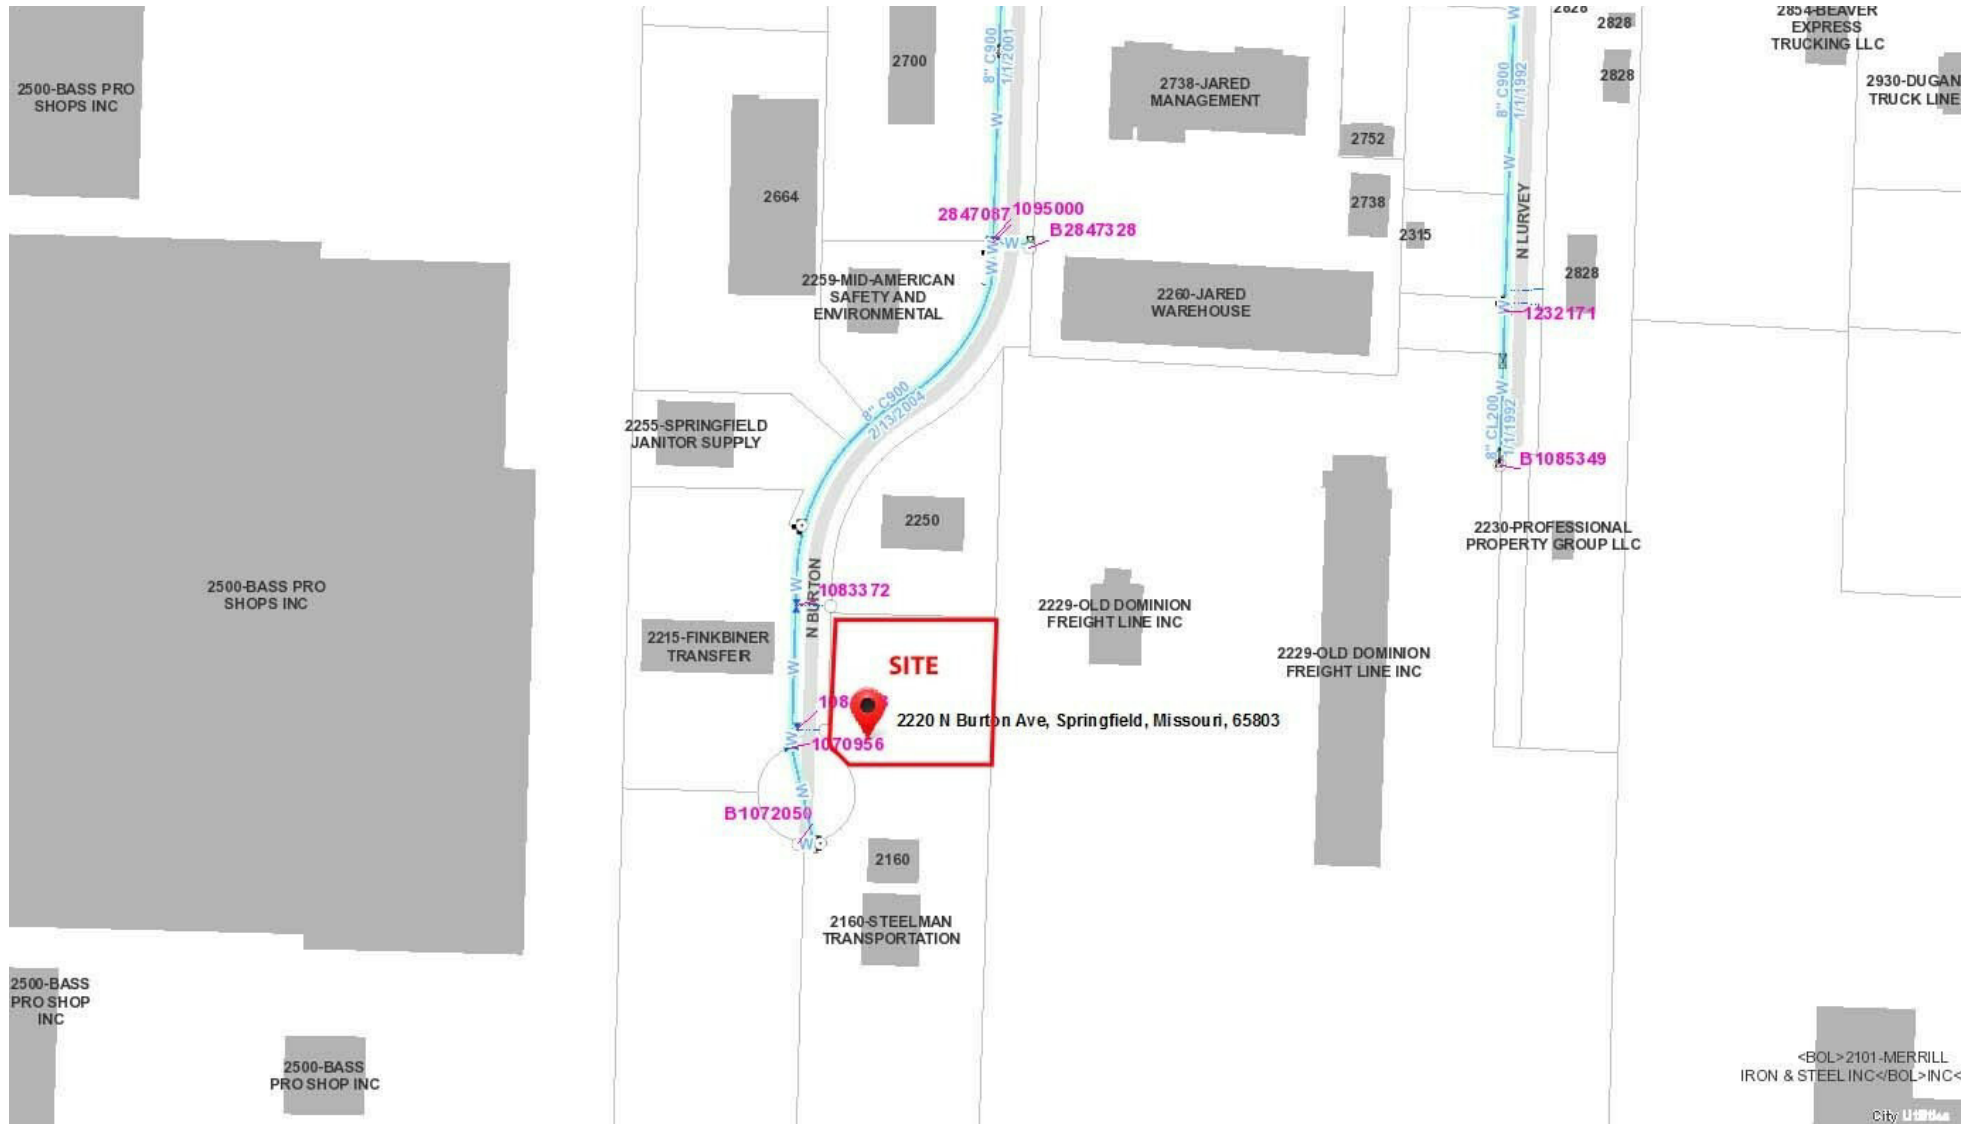 2828
2828
2854-BEAVER
EXPRESS
TRUCKING LLC
2500-BASS PRO
SHOPS INC
2700
8" C900
1/1/2001
W
2738-JARED
MANAGEMENT
8" C900
1/1/1992
W
W
2828
2930-DUGAN
TRUCK LINE
2752
2664
2738
N LURVEY
2847087
1095000
B2847328
W
W
W
2315
2259-MID-AMERICAN
SAFETY AND
ENVIRONMENTAL
2260-JARED
WAREHOUSE
2828
W
1232171
W
8" C900
2/13/2004
2255-SPRINGFIELD
JANITOR SUPPLY
8" CL200
1/1/1992
B1085349
2250
2230-PROFESSIONAL
PROPERTY GROUP LLC
2500-BASS PRO
SHOPS INC
W
N BURTON
1083372
2229-OLD DOMINION
FREIGHT LINE INC
2215-FINKBINER
TRANSFER
W
SITE
2229-OLD DOMINION
FREIGHT LINE INC
2220 N Burton Ave, Springfield, Missouri, 65803
W
1070956
W
B1072050
W
2160
2160-STEELMAN
TRANSPORTATION
2500-BASS
PRO SHOP
INC
2500-BASS
PRO SHOP INC
<BOL>2101-MERRILL
IRON & STEEL INC</BOL>INC<
City Utilities